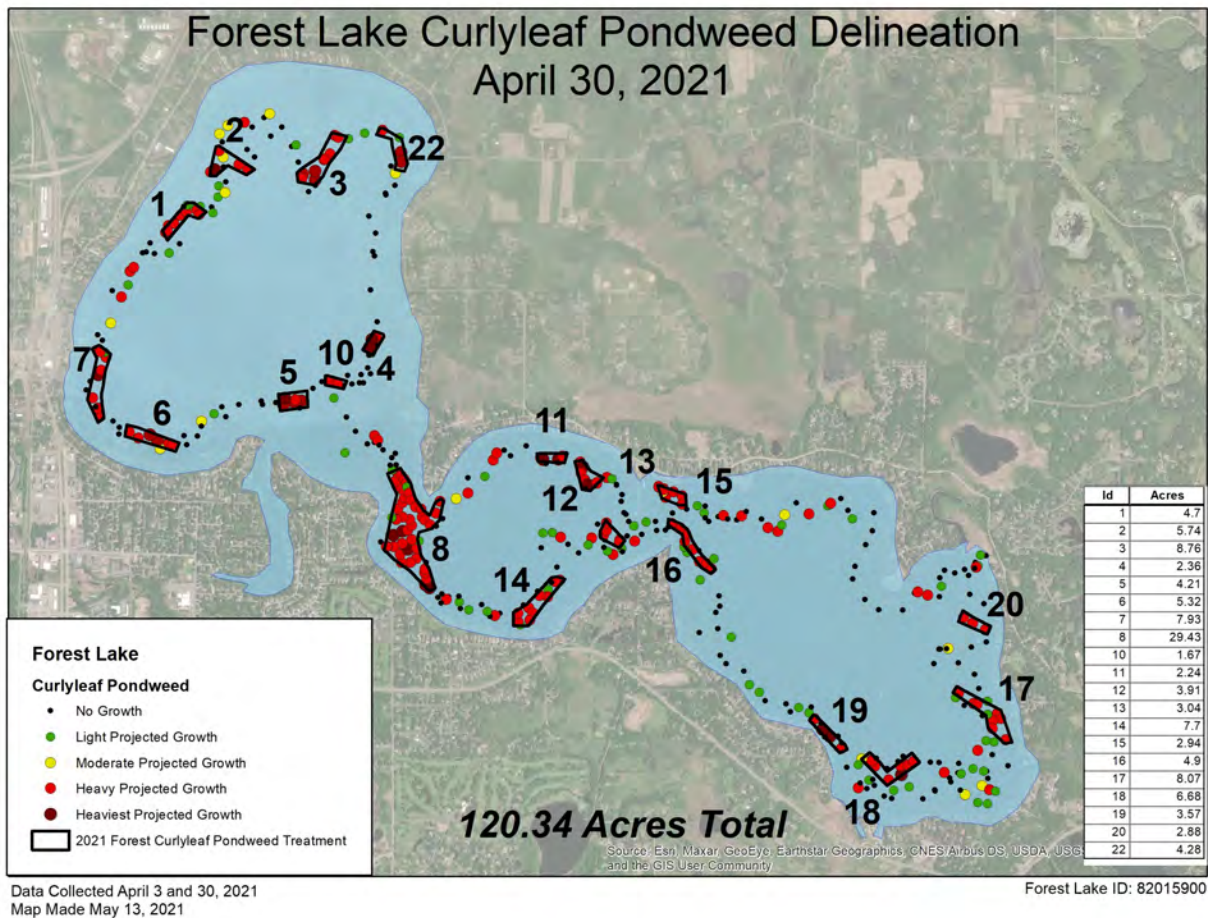 Forest Lake Curlyleaf Pondweed Delineation
April 30, 2021
2
22
3
1
10
7
5
4
6
11
13
12
15
8
16
14
20
17
19
18
Id Acres
1 4.7
2 5.74
3 8.76
4 2.36
5 4.21
6 5.32
7 7.93
8 29.43
10 1.67
11 2.24
12 3.91
13 3.04
14 7.7
15 2.94
16 4.9
17 8.07
18 6.68
19 3.57
20 2.88
22 4.28
Forest Lake
Curlyleaf Pondweed
No Growth
Light Projected Growth
Moderate Projected Growth
Heavy Projected Growth
Heaviest Projected Growth
2021 Forest Curlyleaf Pondweed Treatment
120.34 Acres Total
Source: Esri, Maxar, GeoEye, Earthstar Geographics, CNES/Airbus DS, USDA, USG
and the GIS User Community
Data Collected April 3 and 30, 2021
Map Made May 13, 2021
Forest Lake ID: 82015900